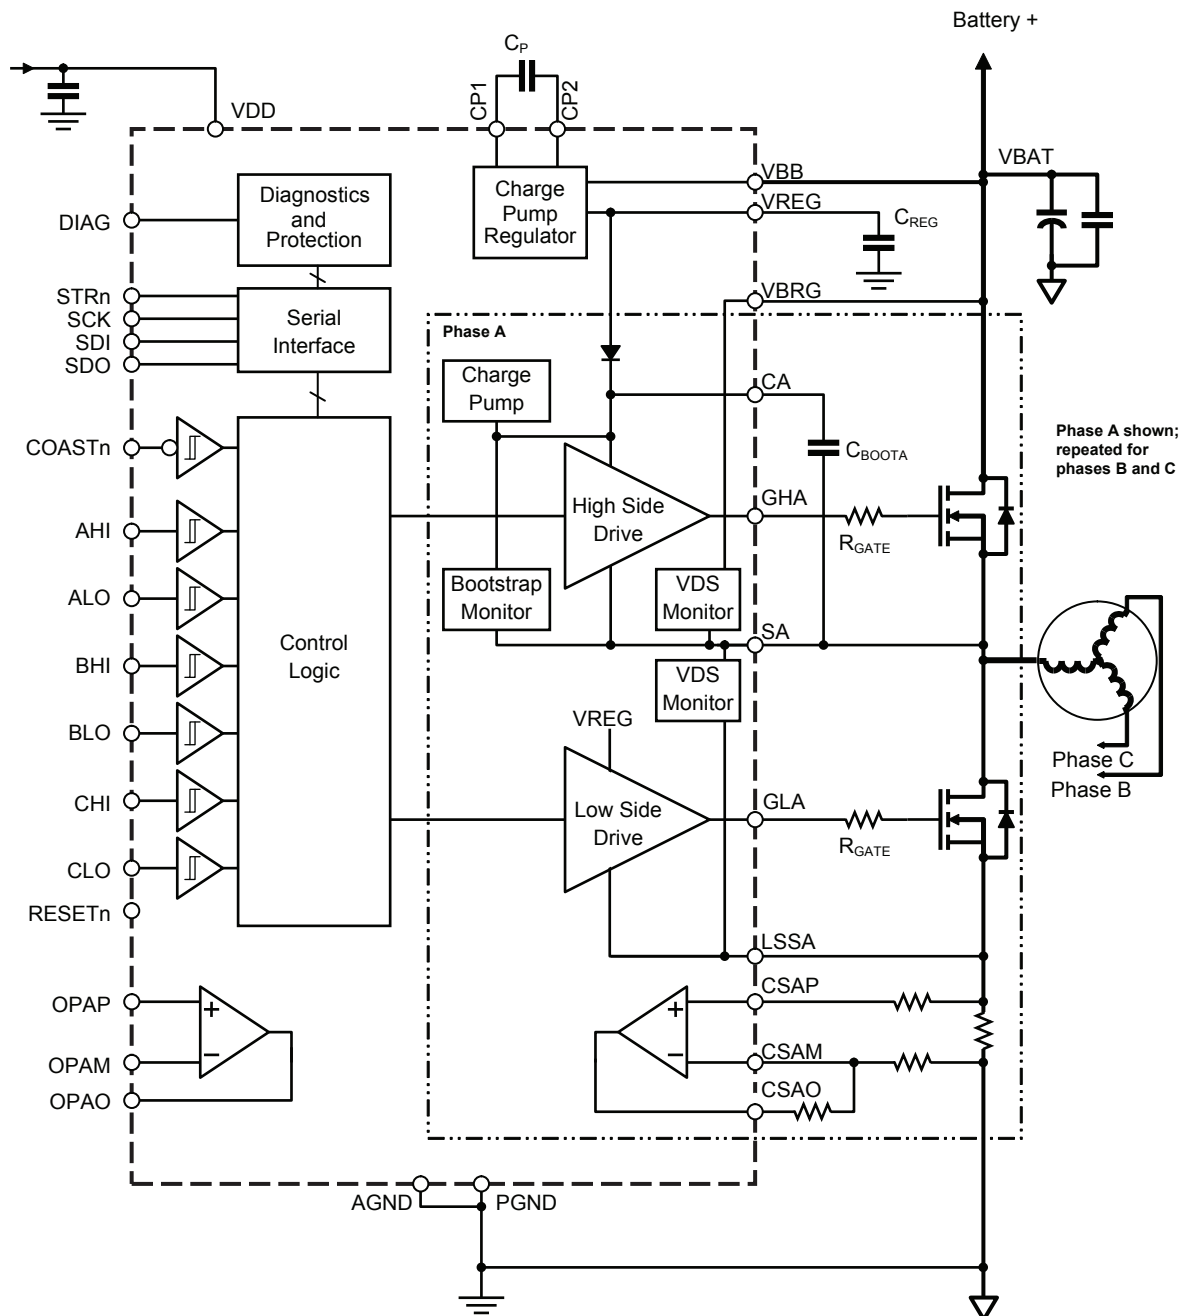 Battery +
CP
CP1
CP2
VDD
VBAT
Charge
Pump
Regulator
VBB
VREG
CREG
Diagnostics
and
Protection
DIAG
VBRG
STRn
SCK
SDI
SDO
Serial
Interface
Phase A
Charge
Pump
CA
CBOOTA
Phase A shown;
repeated for
phases B and C
COASTn
AHI
ALO
BHI
BLO
CHI
CLO
RESETn
Control
Logic
High Side
Drive
GHA
RGATE
Bootstrap
Monitor
VDS
Monitor
SA
VDS
Monitor
VREG
Phase C
Phase B
Low Side
Drive
GLA
RGATE
LSSA
OPAP
+
OPAM
−
OPAO
CSAP
+
CSAM
−
CSAO
AGND
PGND